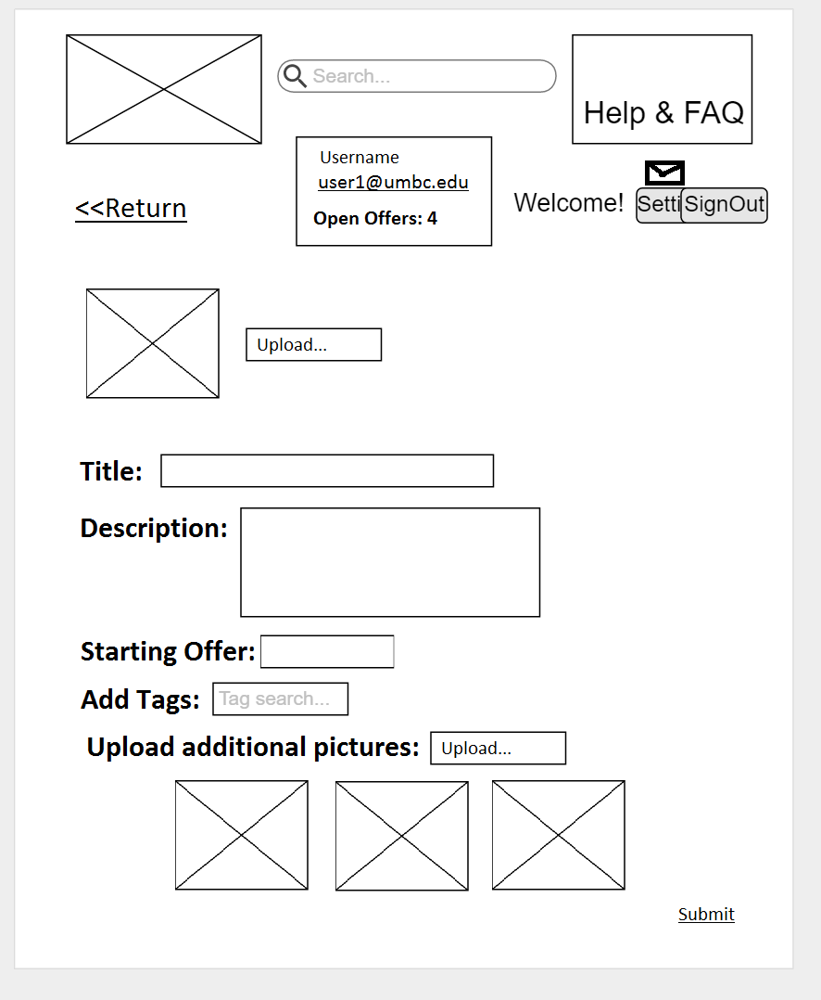 Search...
Help & FAQ
Username
user1@umbc.edu
Open Offers: 4
<<Return
Welcome!
Setti
SignOut
Upload...
Title:
Description:
Starting Offer:
Add Tags: Tag search...
Upload additional pictures: Upload...
Submit